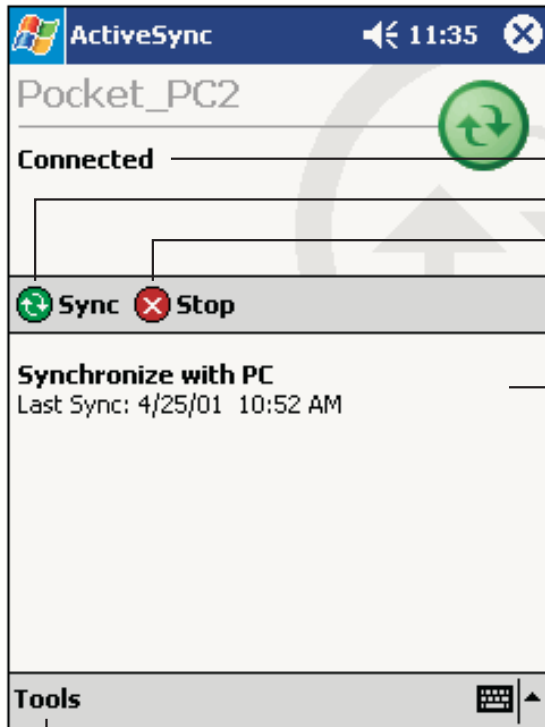 ActiveSync 11:35
Pocket_PC2
Connected
Sync Stop
Synchronize with PC
Last Sync: 4/25/01 10:52 AM
Tools